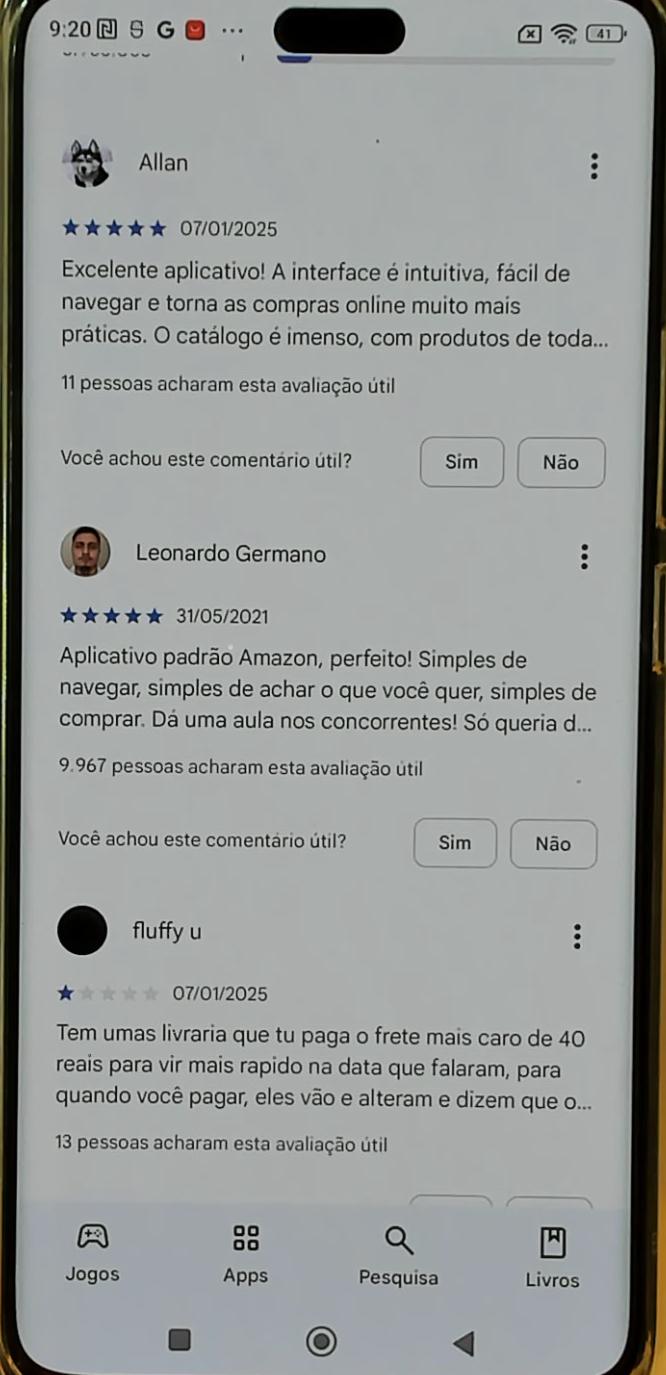 9:20
Allan
07/01/2025
Excelente aplicativo! A interface é intuitiva, fácil de
navegar e torna as compras online muito mais
práticas. O catálogo é imenso, com produtos de toda...
11 pessoas acharam esta avaliação útil
Você achou este comentário útil? Sim Não
Leonardo Germano
31/05/2021
Aplicativo padrão Amazon, perfeito! Simples de
navegar, simples de achar o que você quer, simples de
comprar. Dá uma aula nos concorrentes! Só queria d...
9.967 pessoas acharam esta avaliação útil
Você achou este comentário útil? Sim Não
fluffy u
07/01/2025
Tem umas livraria que tu paga o frete mais caro de 40
reais para vir mais rapido na data que falaram, para
quando você pagar, eles vão e alteram e dizem que o...
13 pessoas acharam esta avaliação útil
Jogos Apps Pesquisa Livros